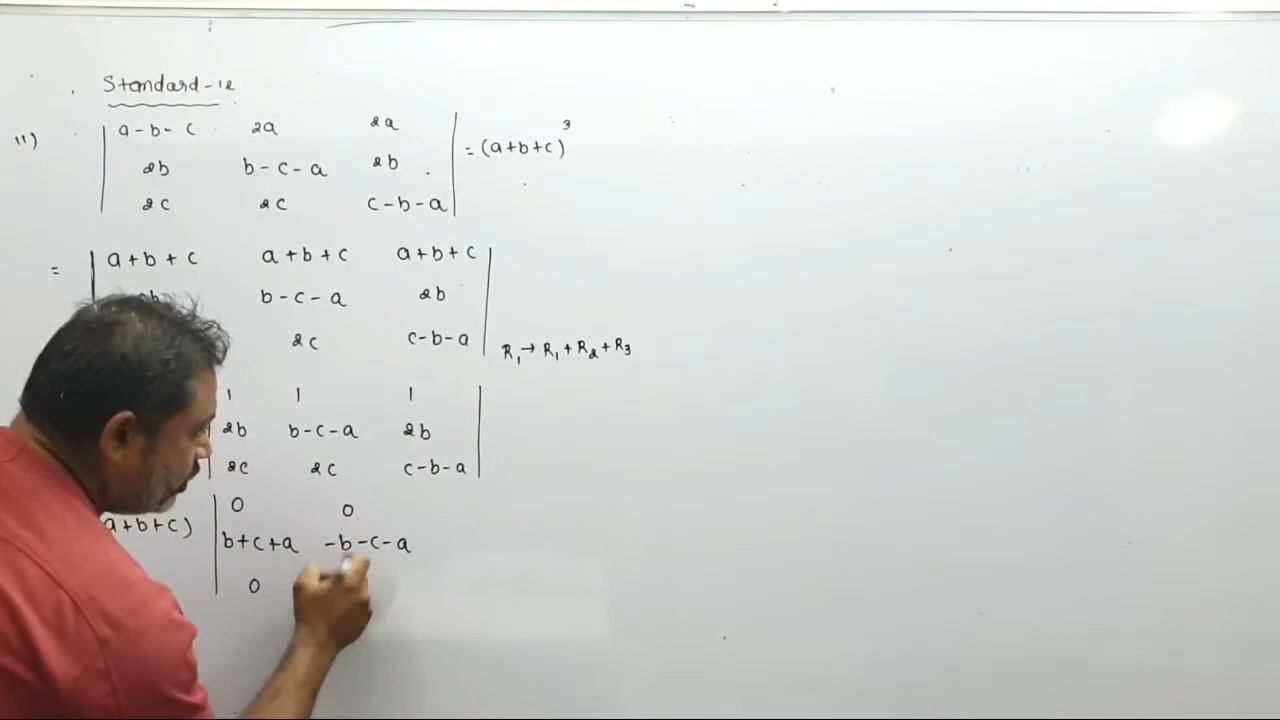 Standard-12
11) | a-b-c 2a 2a | = (a+b+c)³
| 2b b-c-a 2b |
| 2c 2c c-b-a |
= | a+b+c a+b+c a+b+c |
b-c-a 2b |
2c c-b-a | R₁→R₁+R₂+R₃
1 1 1 |
| 2b b-c-a 2b |
| 2c 2c c-b-a |
| 0 0
a+b+c) | b+c+a -b-c-a
| 0